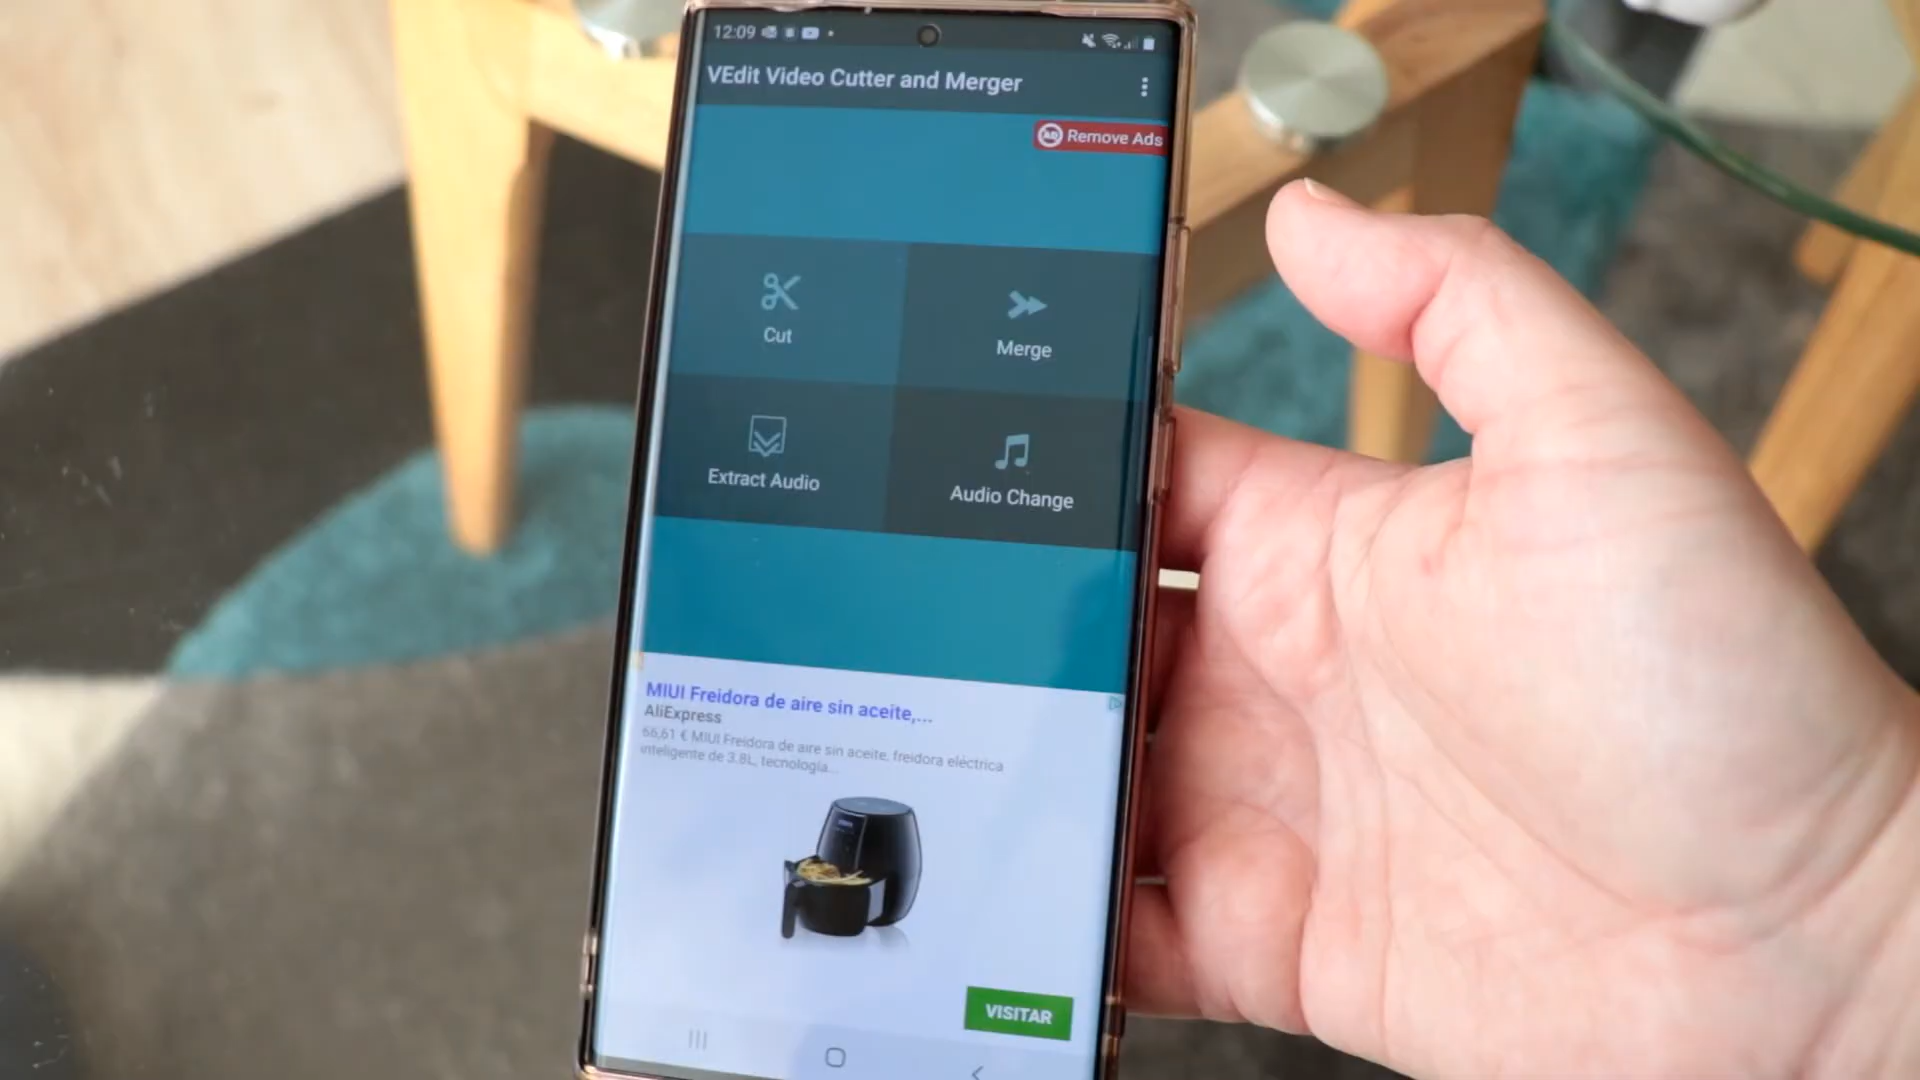 12:09
VEdit Video Cutter and Merger
AD Remove Ads
Cut
Merge
Extract Audio
Audio Change
MIUI Freidora de aire sin aceite,...
AliExpress
66,61 € MIUI Freidora de aire sin aceite, freidora eléctrica
inteligente de 3.8L, tecnología...
VISITAR